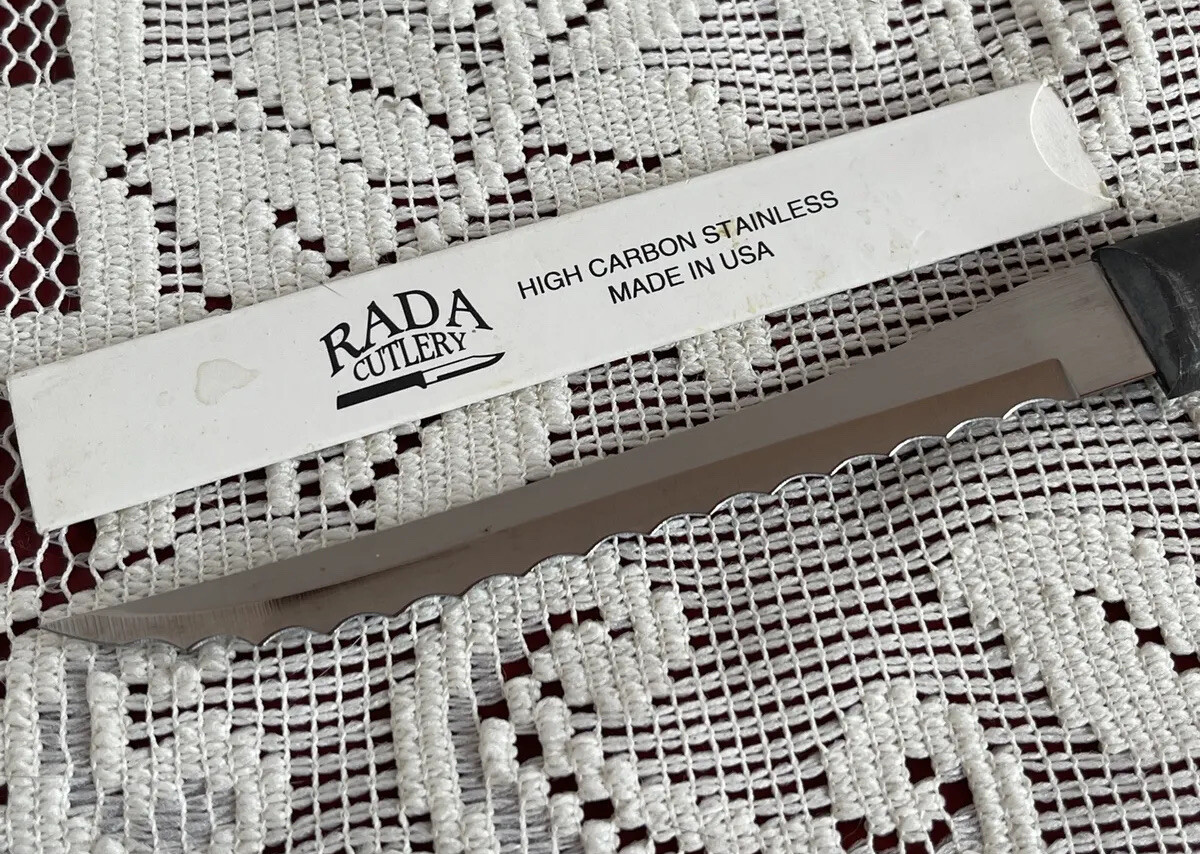 RADA
CUTLERY
HIGH CARBON STAINLESS
MADE IN USA